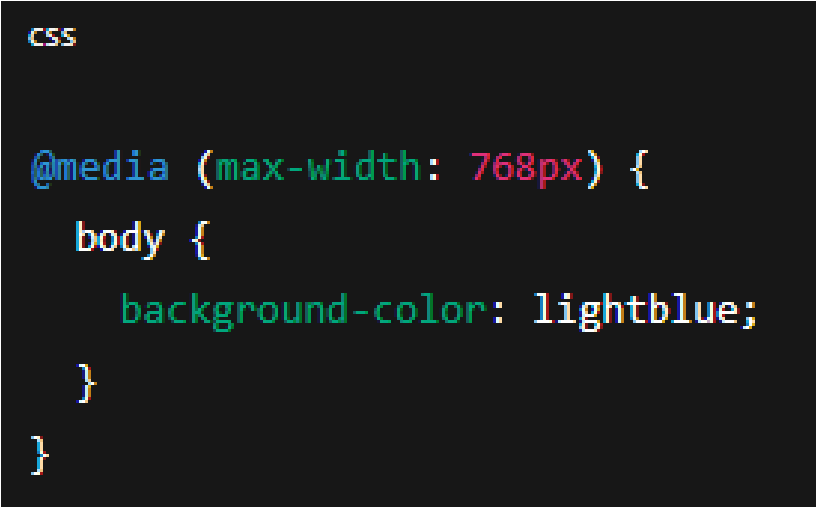 css
@media (max-width: 768px) {
body {
background-color: lightblue;
}
}